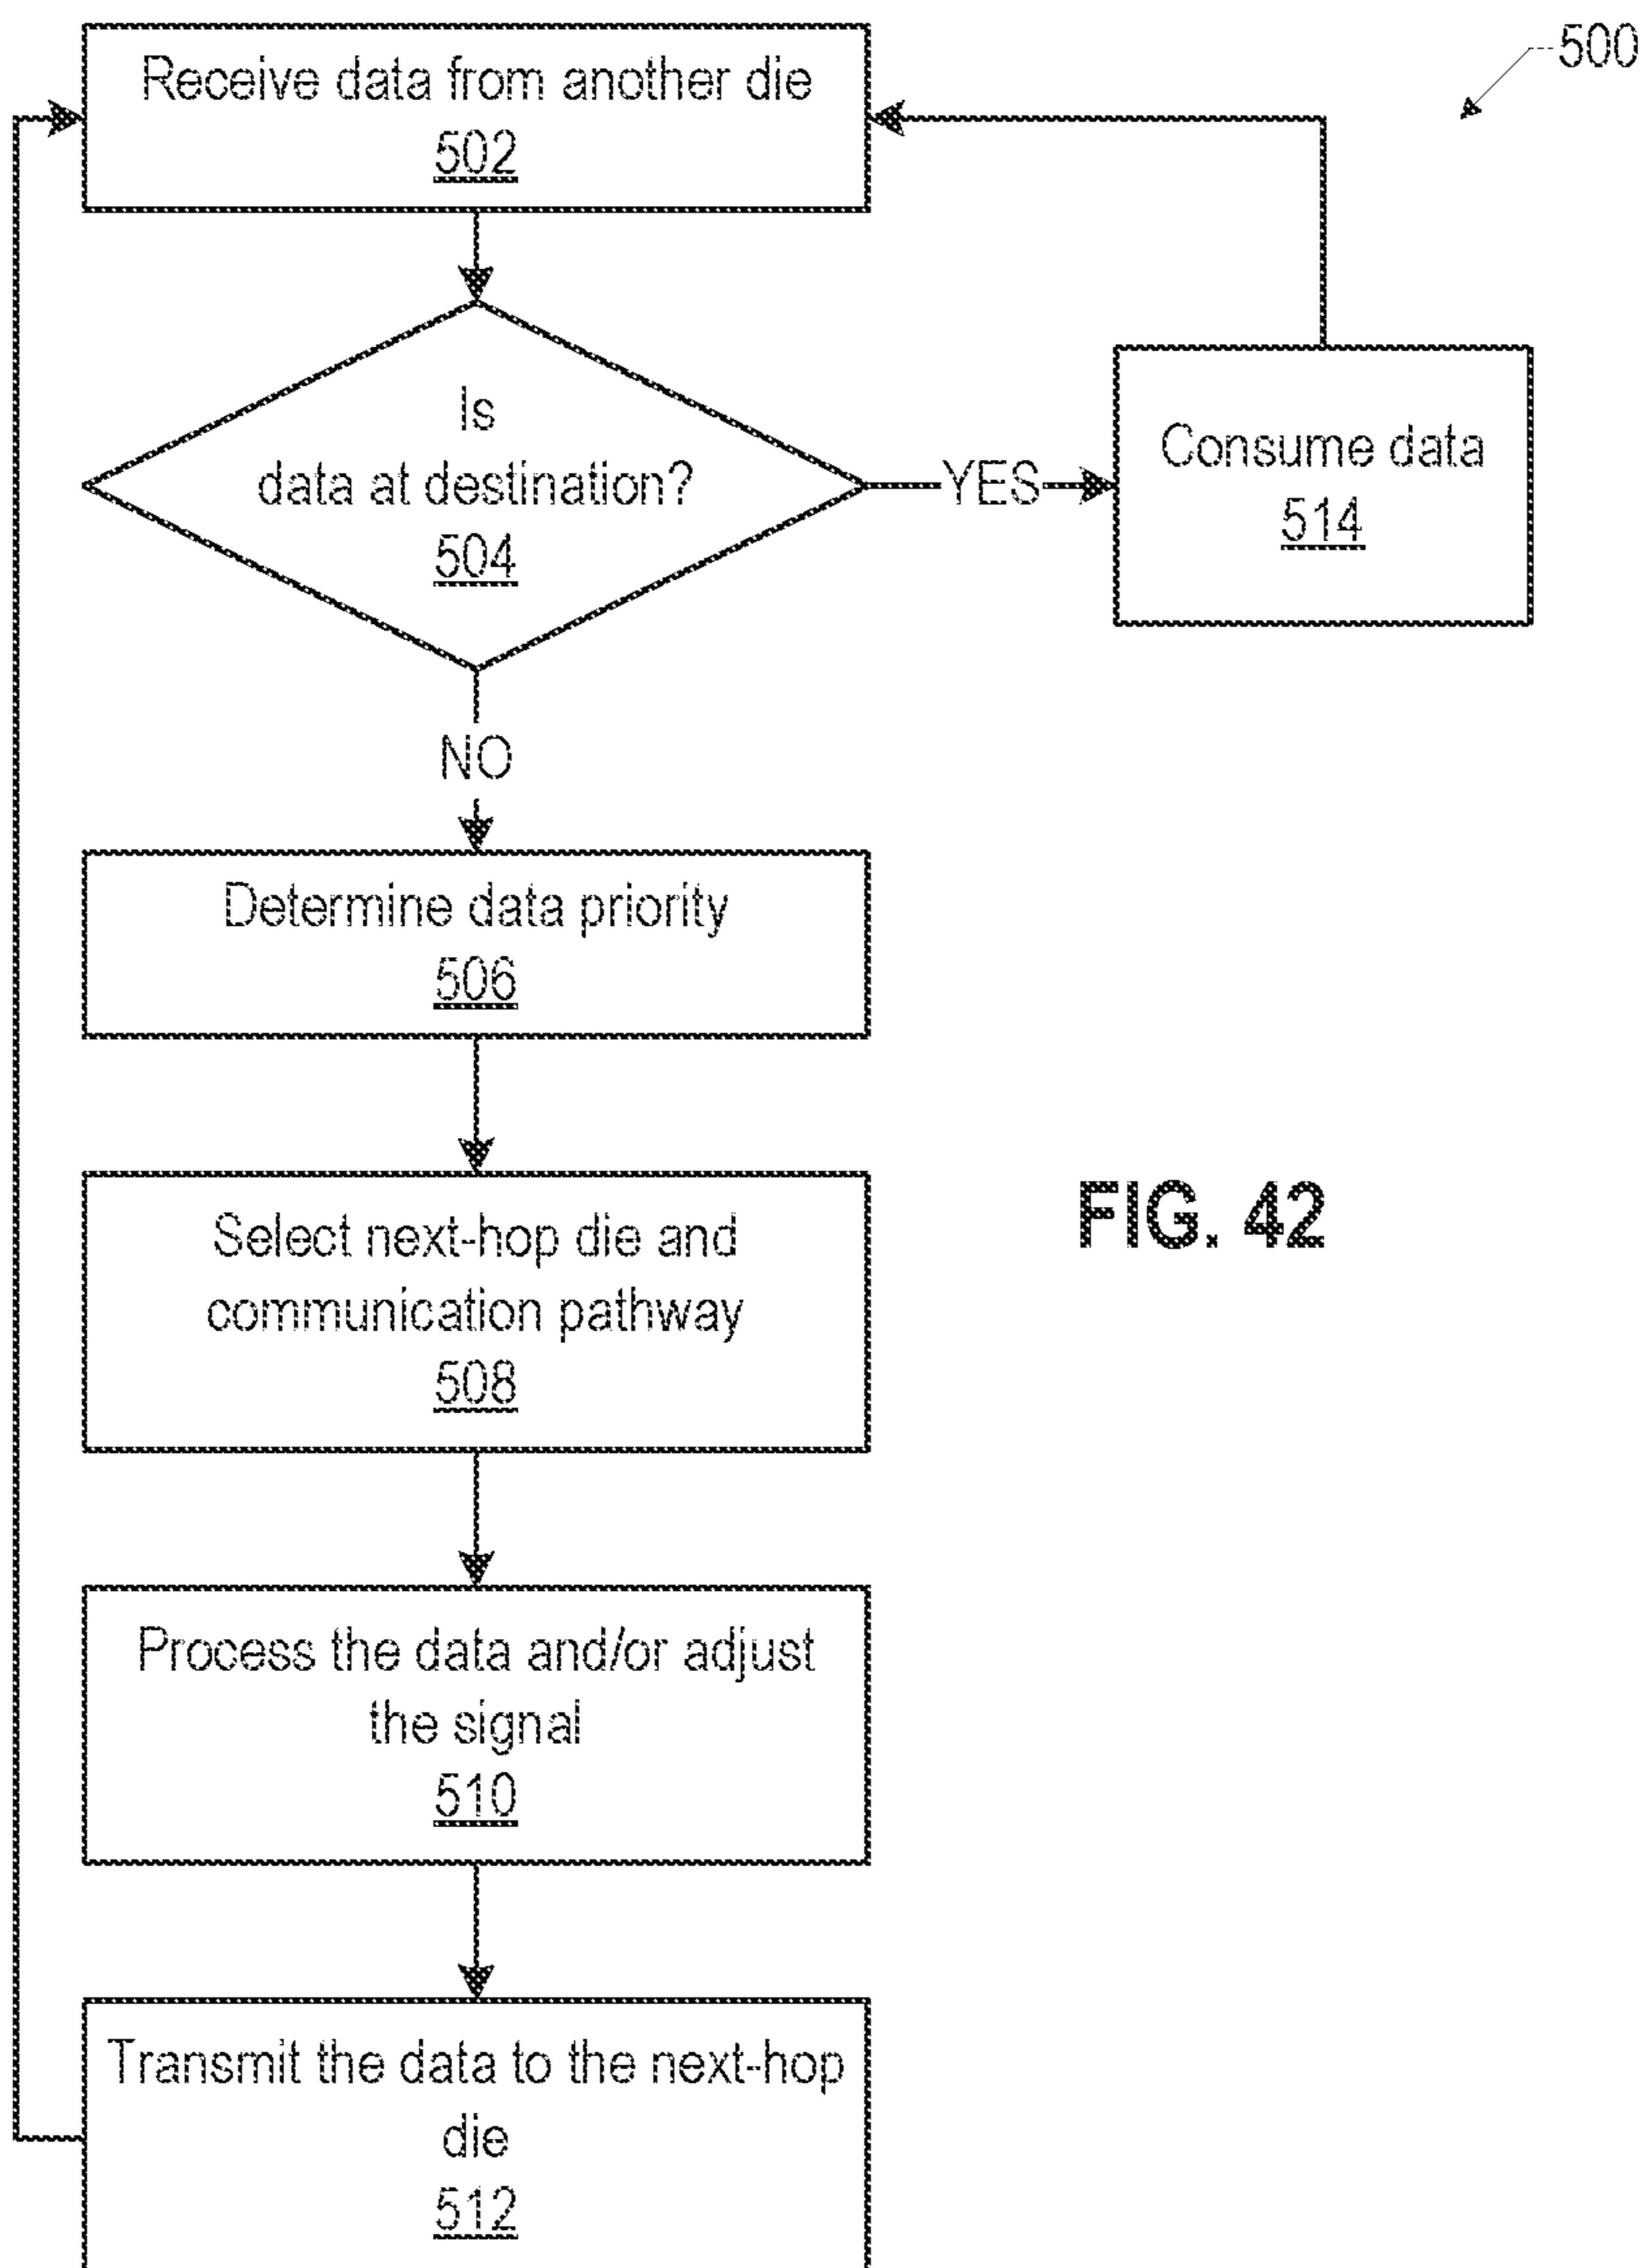 500
Receive data from another die
502
Is
data at destination?
504
YES
Consume data
514
NO
Determine data priority
506
Select next-hop die and
communication pathway
508
FIG. 42
Process the data and/or adjust
the signal
510
Transmit the data to the next-hop
die
512